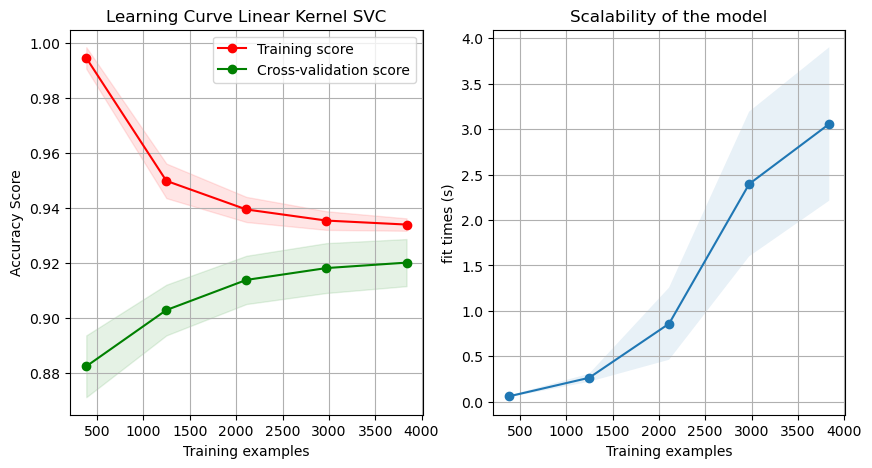 Learning Curve Linear Kernel SVC
Training score
Cross-validation score
Accuracy Score
1.00
0.98
0.96
0.94
0.92
0.90
0.88
500 1000 1500 2000 2500 3000 3500 4000
Training examples
Scalability of the model
fit times (s)
4.0
3.5
3.0
2.5
2.0
1.5
1.0
0.5
0.0
500 1000 1500 2000 2500 3000 3500 4000
Training examples